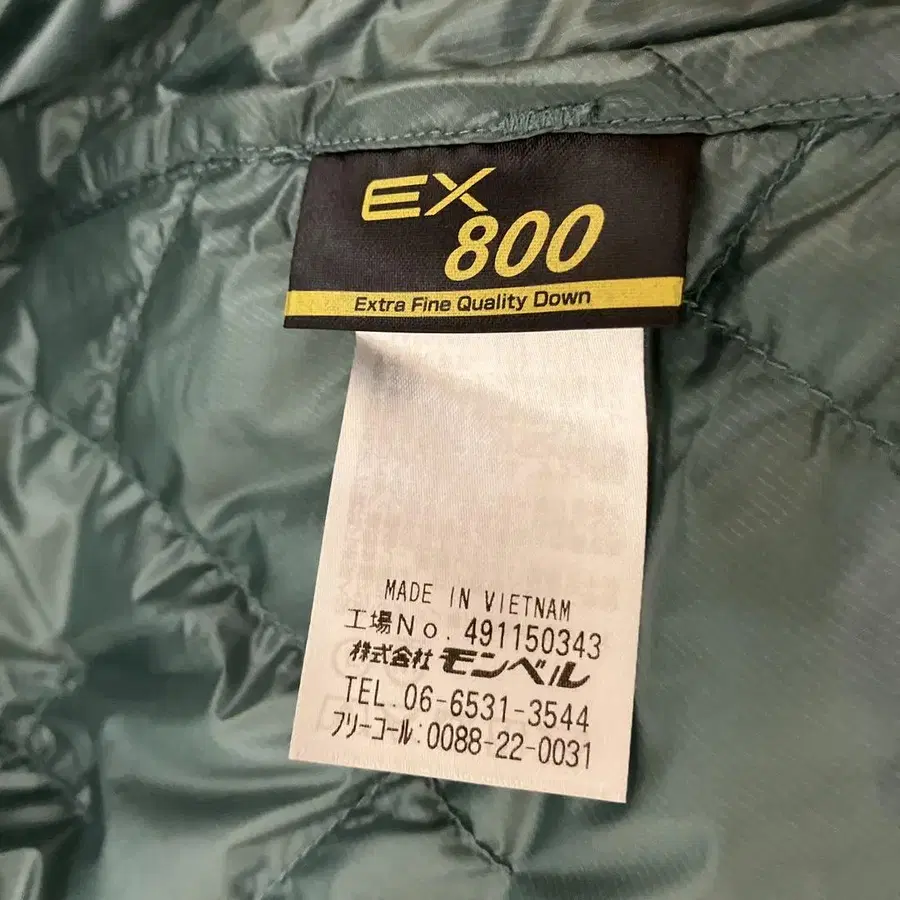 EX
800
Extra Fine Quality Down
MADE IN VIETNAM
工場No. 491150343
株式会社 モンベル
TEL. 06-6531-3544
フリーコール:0088-22-0031